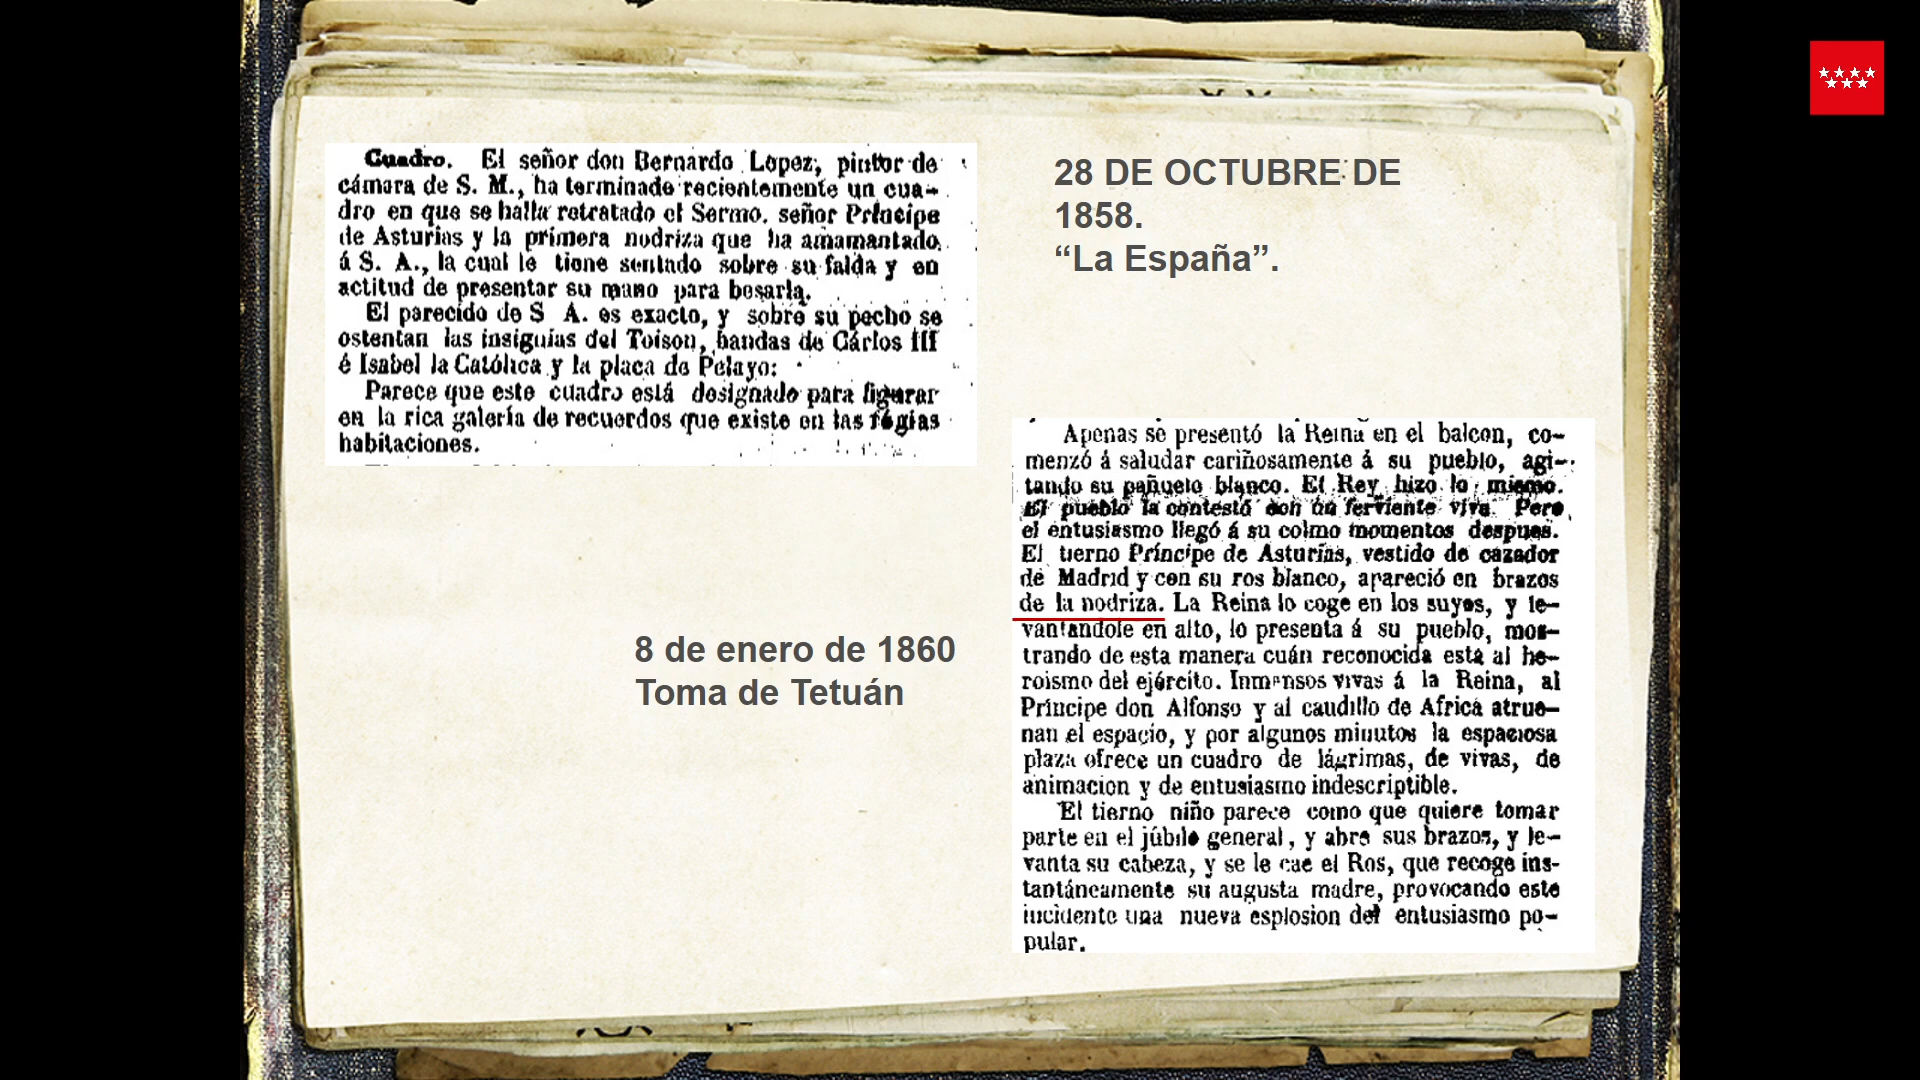 Cuadro. El señor don Bernardo Lopez, pintor de
cámara de S. M., ha terminado recientemente un cua-
dro en que se halla retratado el Sermo. señor Príncipe
de Asturias y la primera nodriza que ha amamantado
á S. A., la cual le tiene sentado sobre su falda y en
actitud de presentar su mano para besarla.
El parecido de S A. es exacto, y sobre su pecho se
ostentan las insignias del Toison, bandas de Cárlos III
é Isabel la Católica y la placa de Pelayo:
Parece que este cuadro está designado para figurar
en la rica galería de recuerdos que existe en las régias
habitaciones.
28 DE OCTUBRE DE
1858.
“La España”.
8 de enero de 1860
Toma de Tetuán
Apenas se presentó la Reina en el balcon, co-
menzó á saludar cariñosamente á su pueblo, agi-
tando su pañuelo blanco. El Rey hizo lo mismo.
El pueblo la contestó con un ferviente viva. Pero
el entusiasmo llegó á su colmo momentos despues.
El tierno Príncipe de Asturias, vestido de cazador
de Madrid y con su ros blanco, apareció en brazos
de la nodriza. La Reina lo coge en los suyos, y le-
vantandole en alto, lo presenta á su pueblo, mos-
trando de esta manera cuán reconocida está al he-
roismo del ejército. Inmensos vivas á la Reina, al
Príncipe don Alfonso y al caudillo de Africa atrue-
nan el espacio, y por algunos minutos la espaciosa
plaza ofrece un cuadro de lágrimas, de vivas, de
animacion y de entusiasmo indescriptible.
El tierno niño parece como que quiere tomar
parte en el júbilo general, y abre sus brazos, y le-
vanta su cabeza, y se le cae el Ros, que recoge ins-
tantáneamente su augusta madre, provocando este
incidente una nueva esplosion del entusiasmo po-
pular.